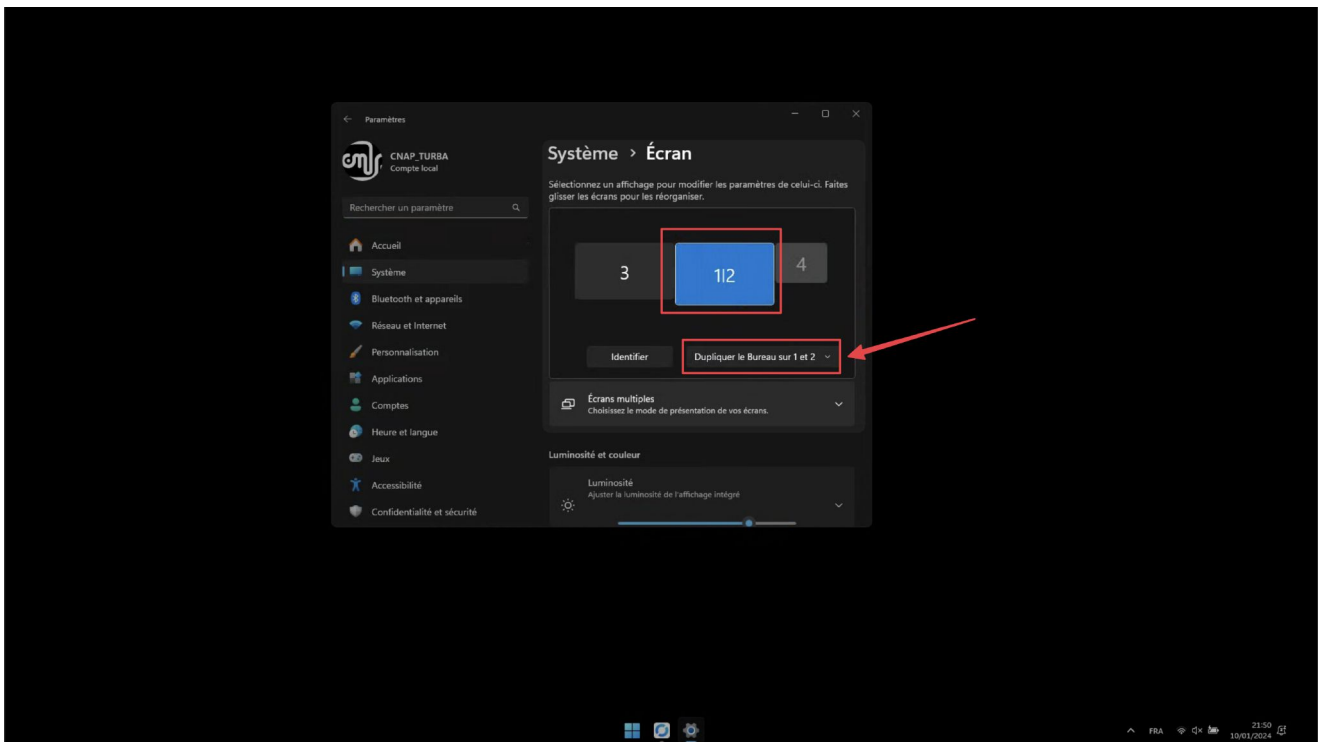 Paramètres
CNAP_TURBA
Compte local
Rechercher un paramètre
Accueil
Système
Bluetooth et appareils
Réseau et Internet
Personnalisation
Applications
Comptes
Heure et langue
Jeux
Accessibilité
Confidentialité et sécurité
Système > Écran
Sélectionnez un affichage pour modifier les paramètres de celui-ci. Faites
glisser les écrans pour les réorganiser.
3
1|2
4
Identifier
Dupliquer le Bureau sur 1 et 2
Écrans multiples
Choisissez le mode de présentation de vos écrans.
Luminosité et couleur
Luminosité
Ajuster la luminosité de l'affichage intégré
FRA
21:50
10/01/2024